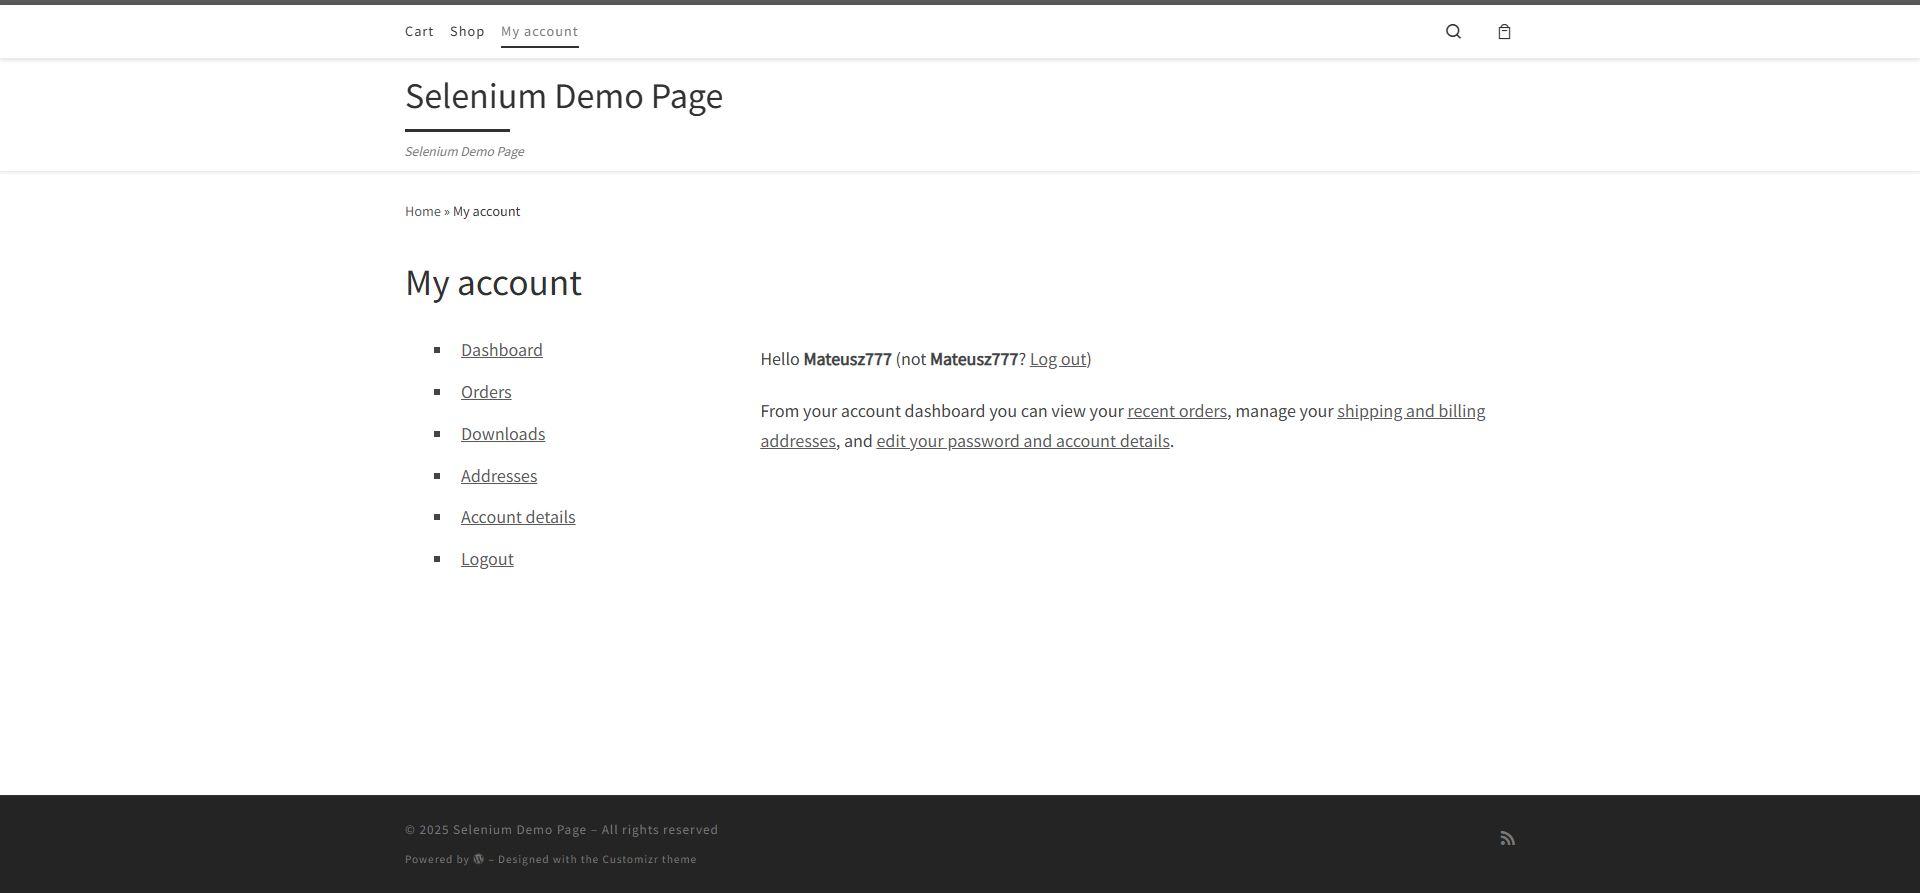 Cart Shop My account
Selenium Demo Page
Selenium Demo Page
Home » My account
My account
Dashboard
Orders
Downloads
Addresses
Account details
Logout
Hello Mateusz777 (not Mateusz777? Log out)
From your account dashboard you can view your recent orders, manage your shipping and billing
addresses, and edit your password and account details.
© 2025 Selenium Demo Page – All rights reserved
Powered by – Designed with the Customizr theme